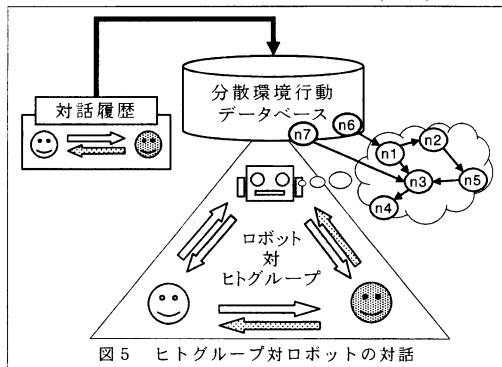 対話履歴
分散環境行動
データベース
n7
n6
n1
n2
n3
n5
n4
ロボット
対
ヒトグループ
図5 ヒトグループ対ロボットの対話